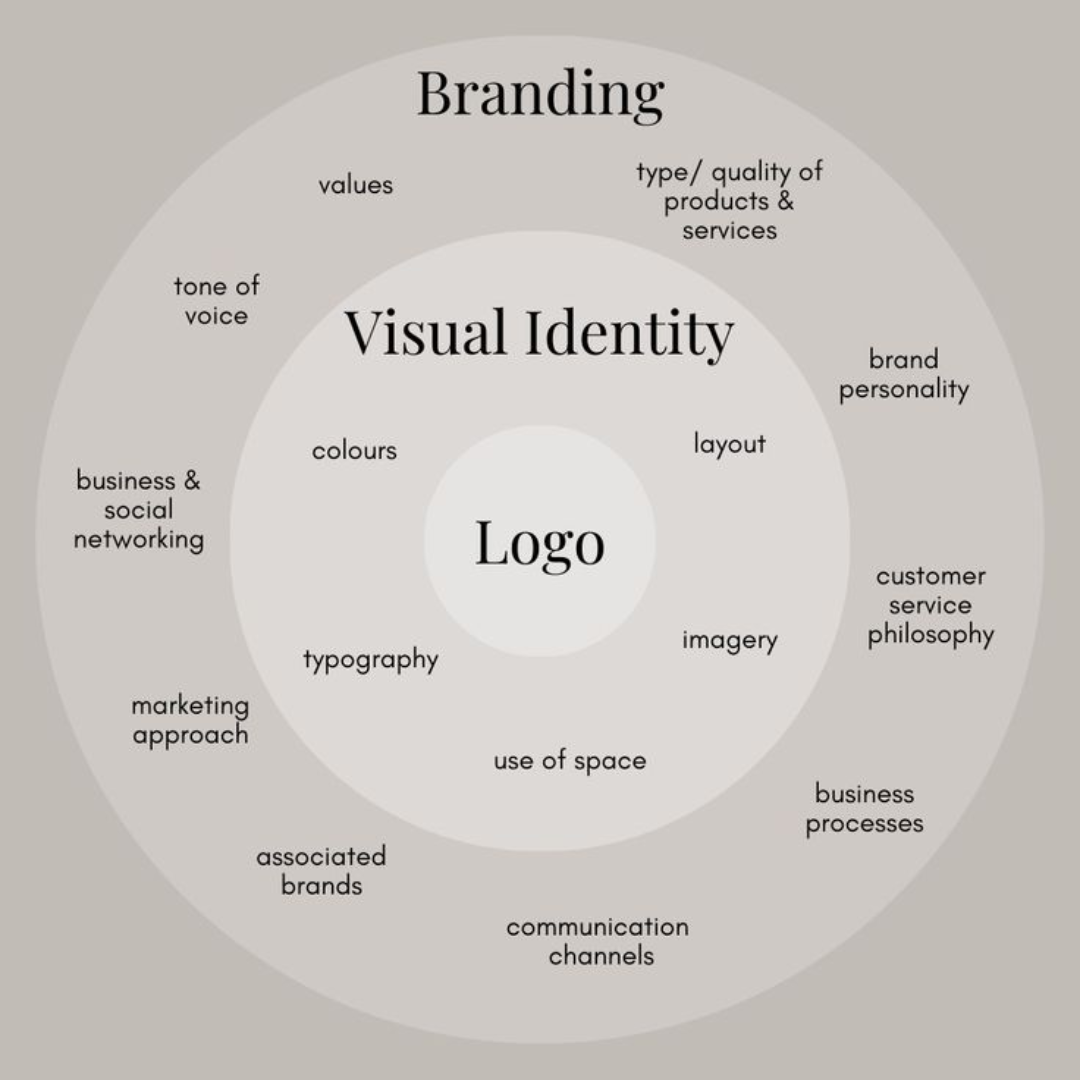 Branding
values
type/ quality of
products &
services
tone of
voice
Visual Identity
brand
personality
colours
layout
business &
social
networking
Logo
customer
service
philosophy
typography
imagery
marketing
approach
use of space
business
processes
associated
brands
communication
channels